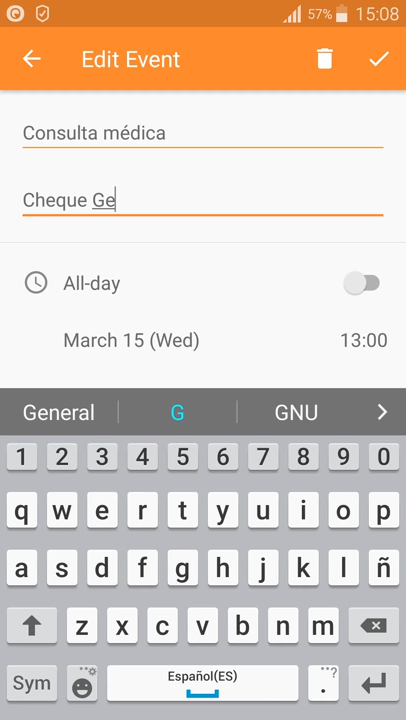 57% 15:08
Edit Event
Consulta médica
Cheque Ge
All-day
March 15 (Wed) 13:00
General G GNU
1 2 3 4 5 6 7 8 9 0
q w e r t y u i o p
a s d f g h j k l ñ
z x c v b n m
Sym Español(ES) . ,,?